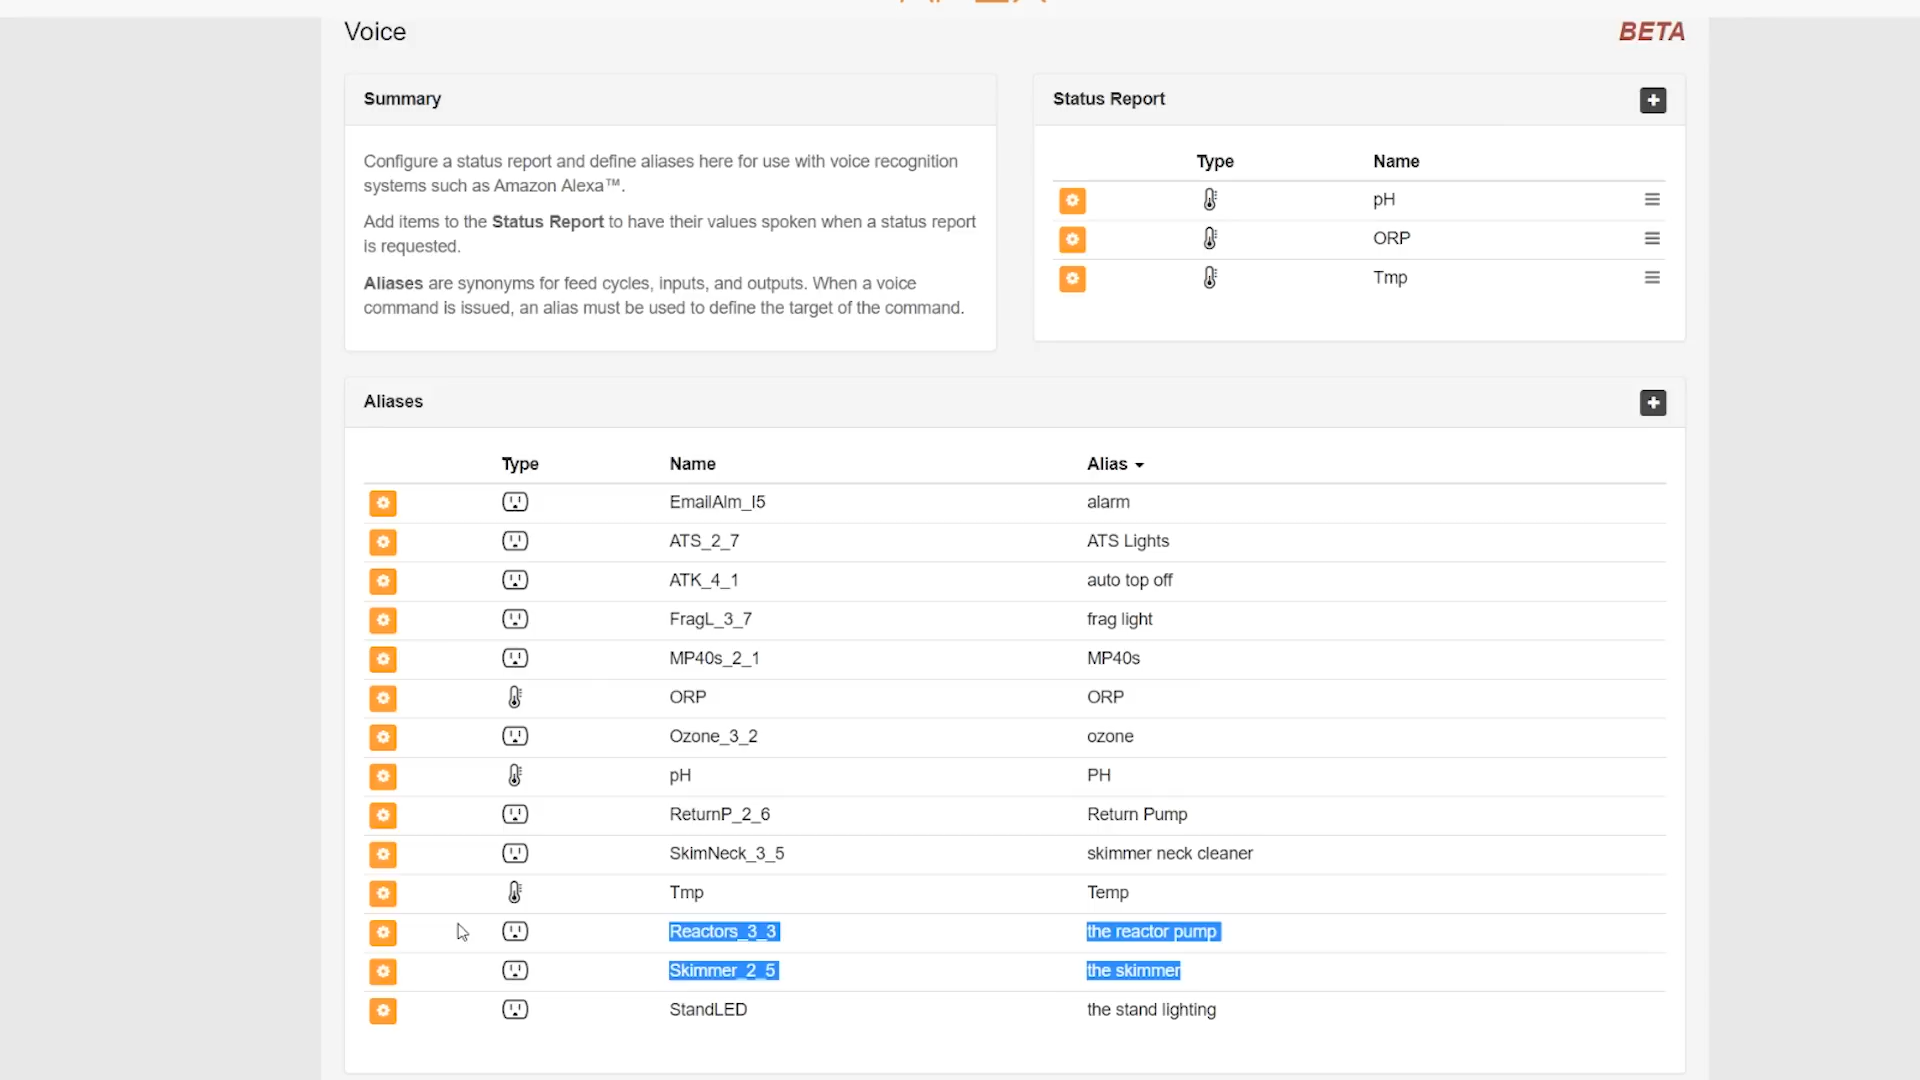 Voice
BETA
Summary
Configure a status report and define aliases here for use with voice recognition
systems such as Amazon Alexa™.
Add items to the Status Report to have their values spoken when a status report
is requested.
Aliases are synonyms for feed cycles, inputs, and outputs. When a voice
command is issued, an alias must be used to define the target of the command.
Status Report
Type Name
pH
ORP
Tmp
Aliases
Type Name Alias
EmailAlm_I5 alarm
ATS_2_7 ATS Lights
ATK_4_1 auto top off
FragL_3_7 frag light
MP40s_2_1 MP40s
ORP ORP
Ozone_3_2 ozone
pH PH
ReturnP_2_6 Return Pump
SkimNeck_3_5 skimmer neck cleaner
Tmp Temp
Reactors_3_3 the reactor pump
Skimmer_2_5 the skimmer
StandLED the stand lighting